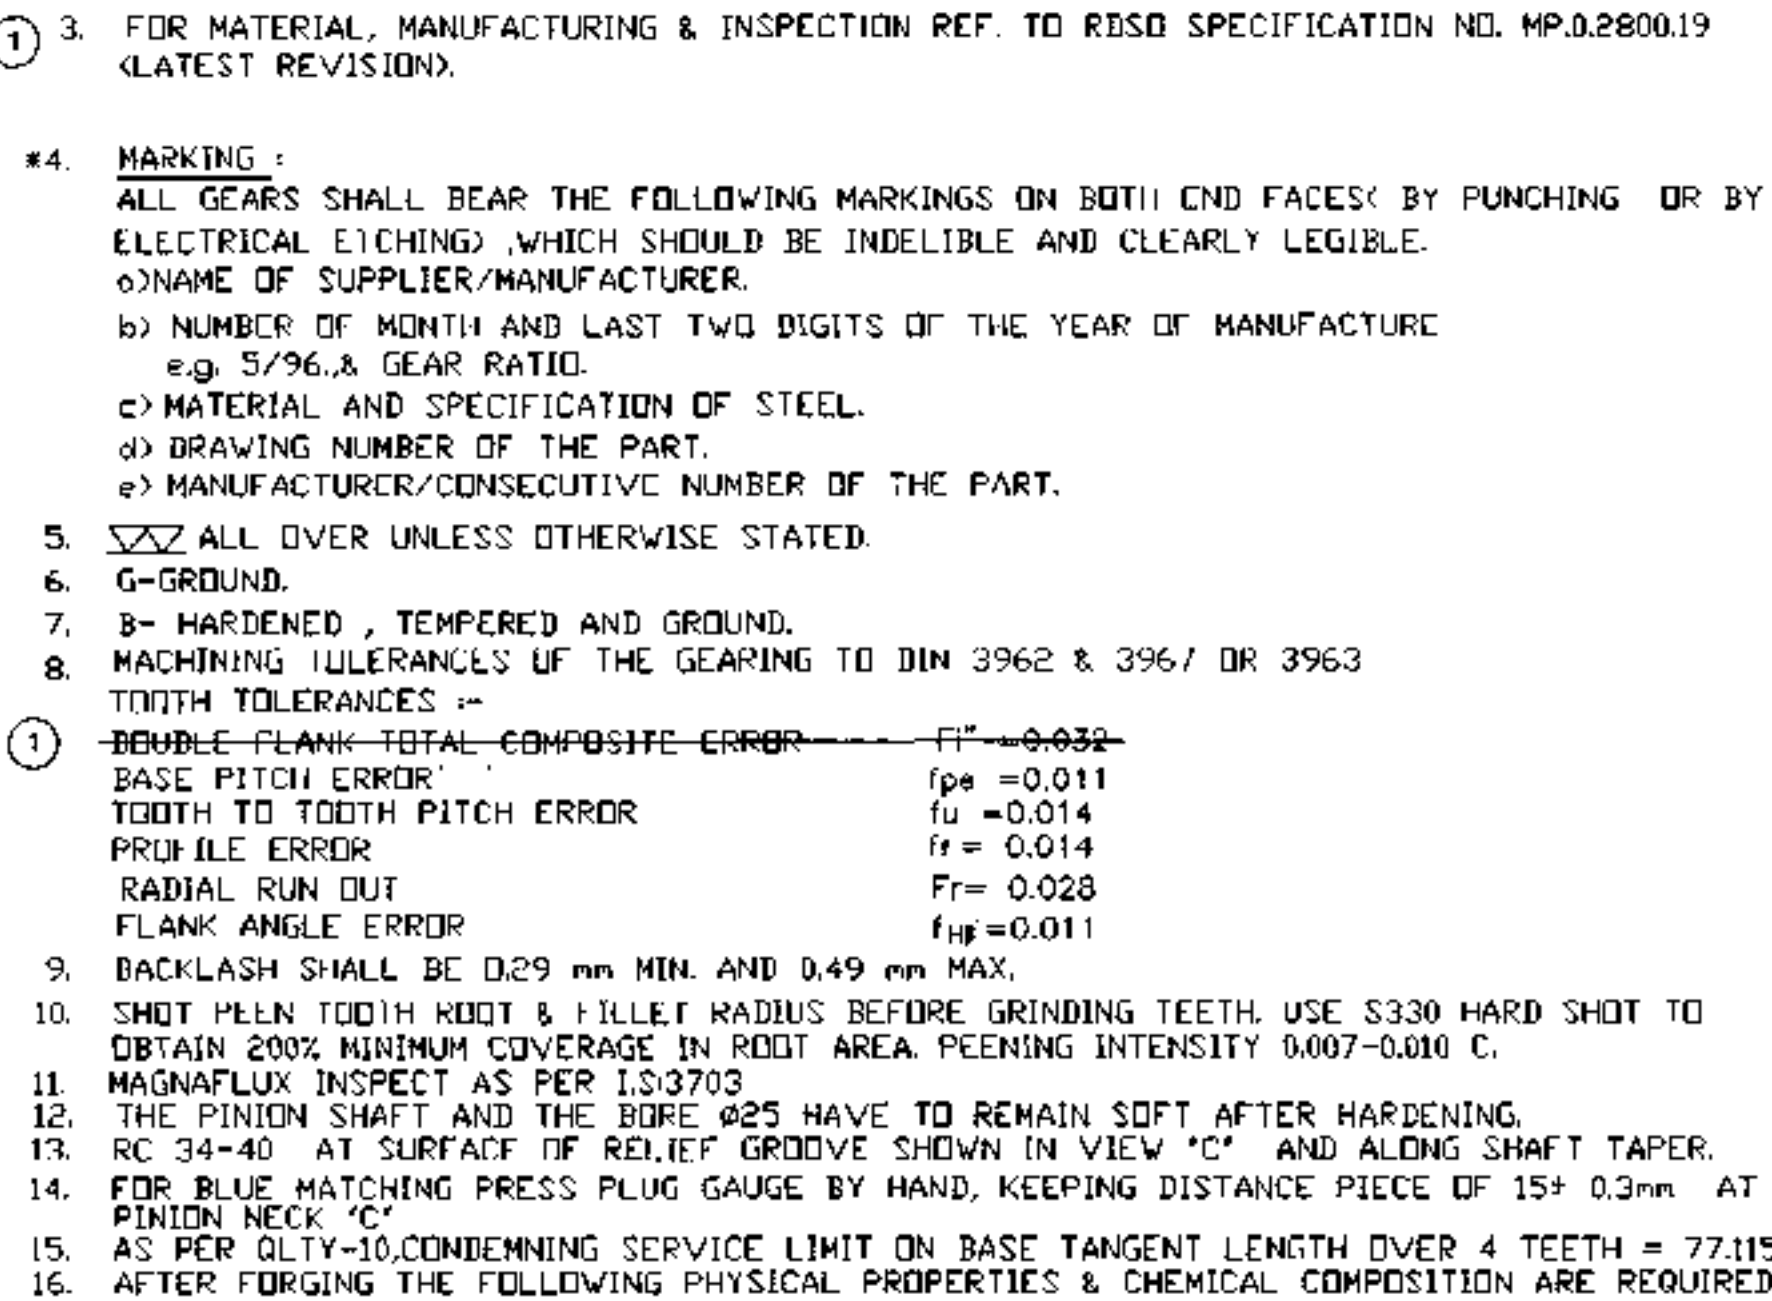 ① 3. FOR MATERIAL, MANUFACTURING & INSPECTION REF. TO RDSO SPECIFICATION NO. MP.0.2800.19
(LATEST REVISION).
*4. MARKING :
ALL GEARS SHALL BEAR THE FOLLOWING MARKINGS ON BOTH END FACES( BY PUNCHING OR BY
ELECTRICAL ETCHING) ,WHICH SHOULD BE INDELIBLE AND CLEARLY LEGIBLE.
a)NAME OF SUPPLIER/MANUFACTURER.
b) NUMBER OF MONTH AND LAST TWO DIGITS OF THE YEAR OF MANUFACTURE
e.g. 5/96.,& GEAR RATIO.
c) MATERIAL AND SPECIFICATION OF STEEL.
d) DRAWING NUMBER OF THE PART.
e) MANUFACTURER/CONSECUTIVE NUMBER OF THE PART.
5. ▽▽ ALL OVER UNLESS OTHERWISE STATED.
6. G-GROUND.
7. B- HARDENED , TEMPERED AND GROUND.
8. MACHINING TOLERANCES OF THE GEARING TO DIN 3962 & 3967 OR 3963
TOOTH TOLERANCES :-
① DOUBLE FLANK TOTAL COMPOSITE ERROR---- Fi" =0.032
BASE PITCH ERROR fpe =0.011
TOOTH TO TOOTH PITCH ERROR fu =0.014
PROFILE ERROR ff = 0.014
RADIAL RUN OUT Fr= 0.028
FLANK ANGLE ERROR =0.011
9. BACKLASH SHALL BE 0.29 mm MIN. AND 0.49 mm MAX.
10. SHOT PEEN TOOTH ROOT & FILLET RADIUS BEFORE GRINDING TEETH. USE S330 HARD SHOT TO
OBTAIN 200% MINIMUM COVERAGE IN ROOT AREA. PEENING INTENSITY 0.007-0.010 C.
11. MAGNAFLUX INSPECT AS PER I.S:3703
12. THE PINION SHAFT AND THE BORE ø25 HAVE TO REMAIN SOFT AFTER HARDENING.
13. RC 34-40 AT SURFACE OF RELIEF GROOVE SHOWN IN VIEW "C" AND ALONG SHAFT TAPER.
14. FOR BLUE MATCHING PRESS PLUG GAUGE BY HAND, KEEPING DISTANCE PIECE OF 15± 0.3mm AT
PINION NECK "C"
15. AS PER QLTY-10,CONDEMNING SERVICE LIMIT ON BASE TANGENT LENGTH OVER 4 TEETH = 77.115
16. AFTER FORGING THE FOLLOWING PHYSICAL PROPERTIES & CHEMICAL COMPOSITION ARE REQUIRED